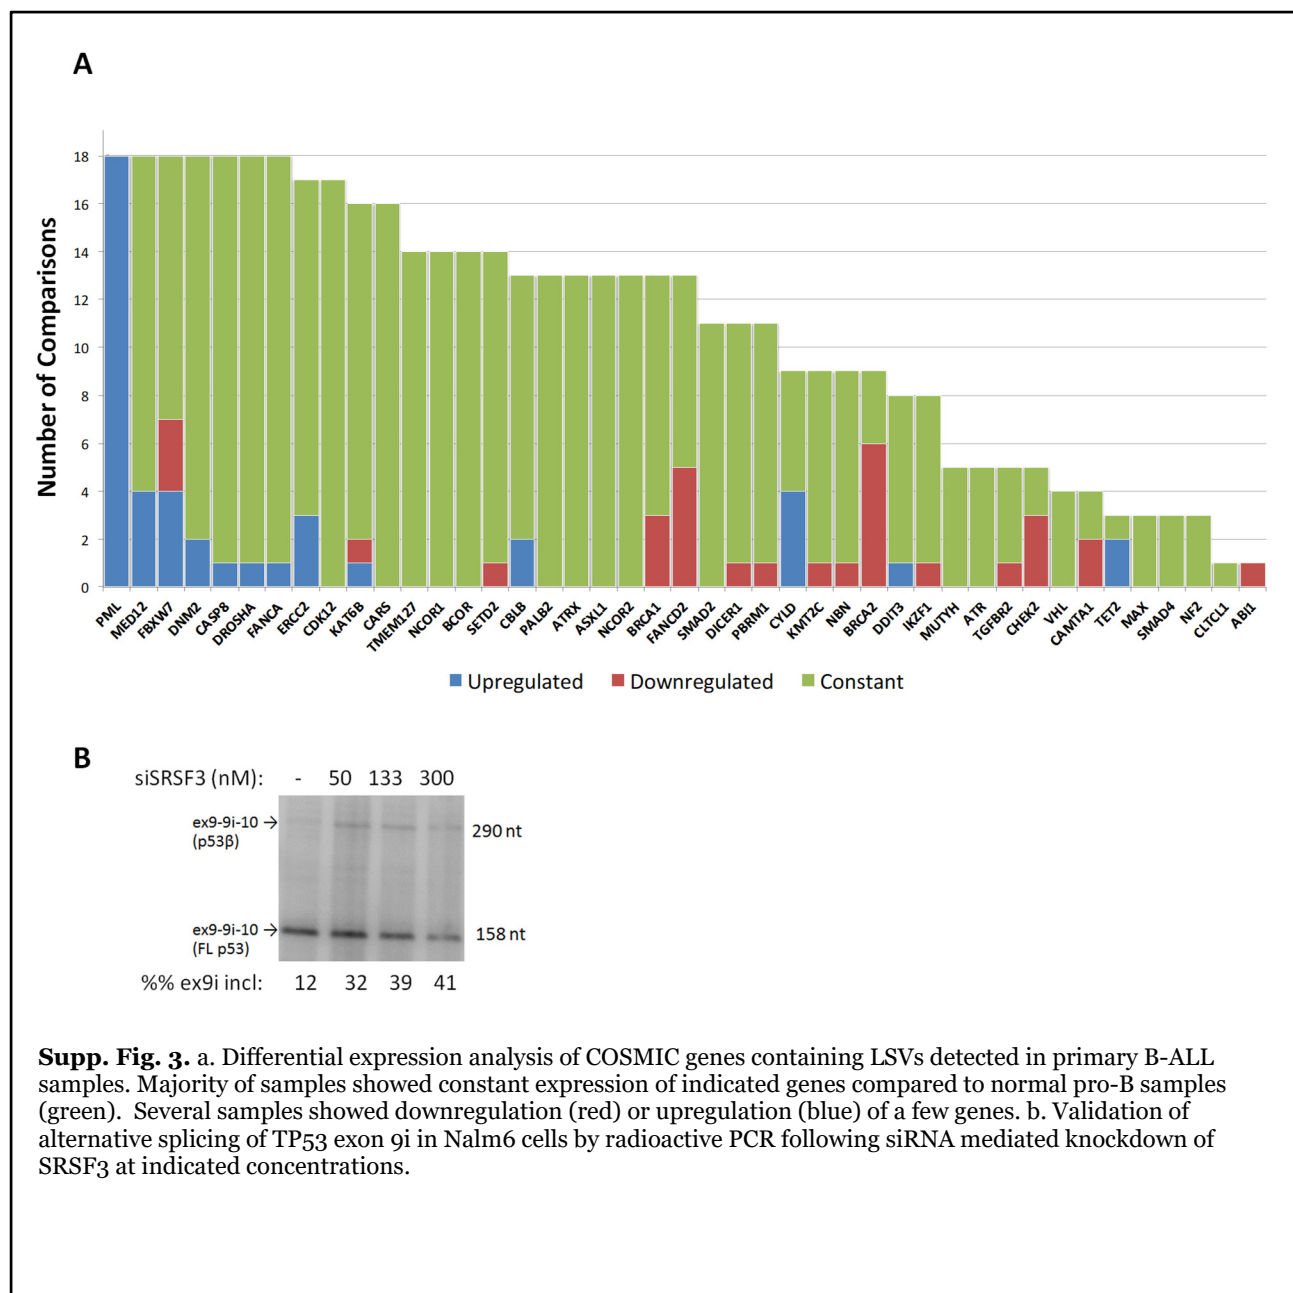 A
Number of Comparisons
18
16
14
12
10
8
6
4
2
0
PML
MED12
FBXW7
DNM2
CASP8
DROSHA
FANCA
ERCC2
CDK12
KAT6B
CARS
TMEM127
NCOR1
BCOR
SETD2
CBLB
PALB2
ATRX
ASXL1
NCOR2
BRCA1
FANCD2
SMAD2
DICER1
PBRM1
CYLD
KMT2C
NBN
BRCA2
DDIT3
IKZF1
MUTYH
ATR
TGFBR2
CHEK2
VHL
CAMTA1
TET2
MAX
SMAD4
NF2
CLTCL1
ABI1
Upregulated Downregulated Constant
B
siSRSF3 (nM): - 50 133 300
ex9-9i-10 →
(p53β)
290 nt
ex9-9i-10 →
(FL p53)
158 nt
%% ex9i incl: 12 32 39 41
Supp. Fig. 3. a. Differential expression analysis of COSMIC genes containing LSVs detected in primary B-ALL
samples. Majority of samples showed constant expression of indicated genes compared to normal pro-B samples
(green). Several samples showed downregulation (red) or upregulation (blue) of a few genes. b. Validation of
alternative splicing of TP53 exon 9i in Nalm6 cells by radioactive PCR following siRNA mediated knockdown of
SRSF3 at indicated concentrations.